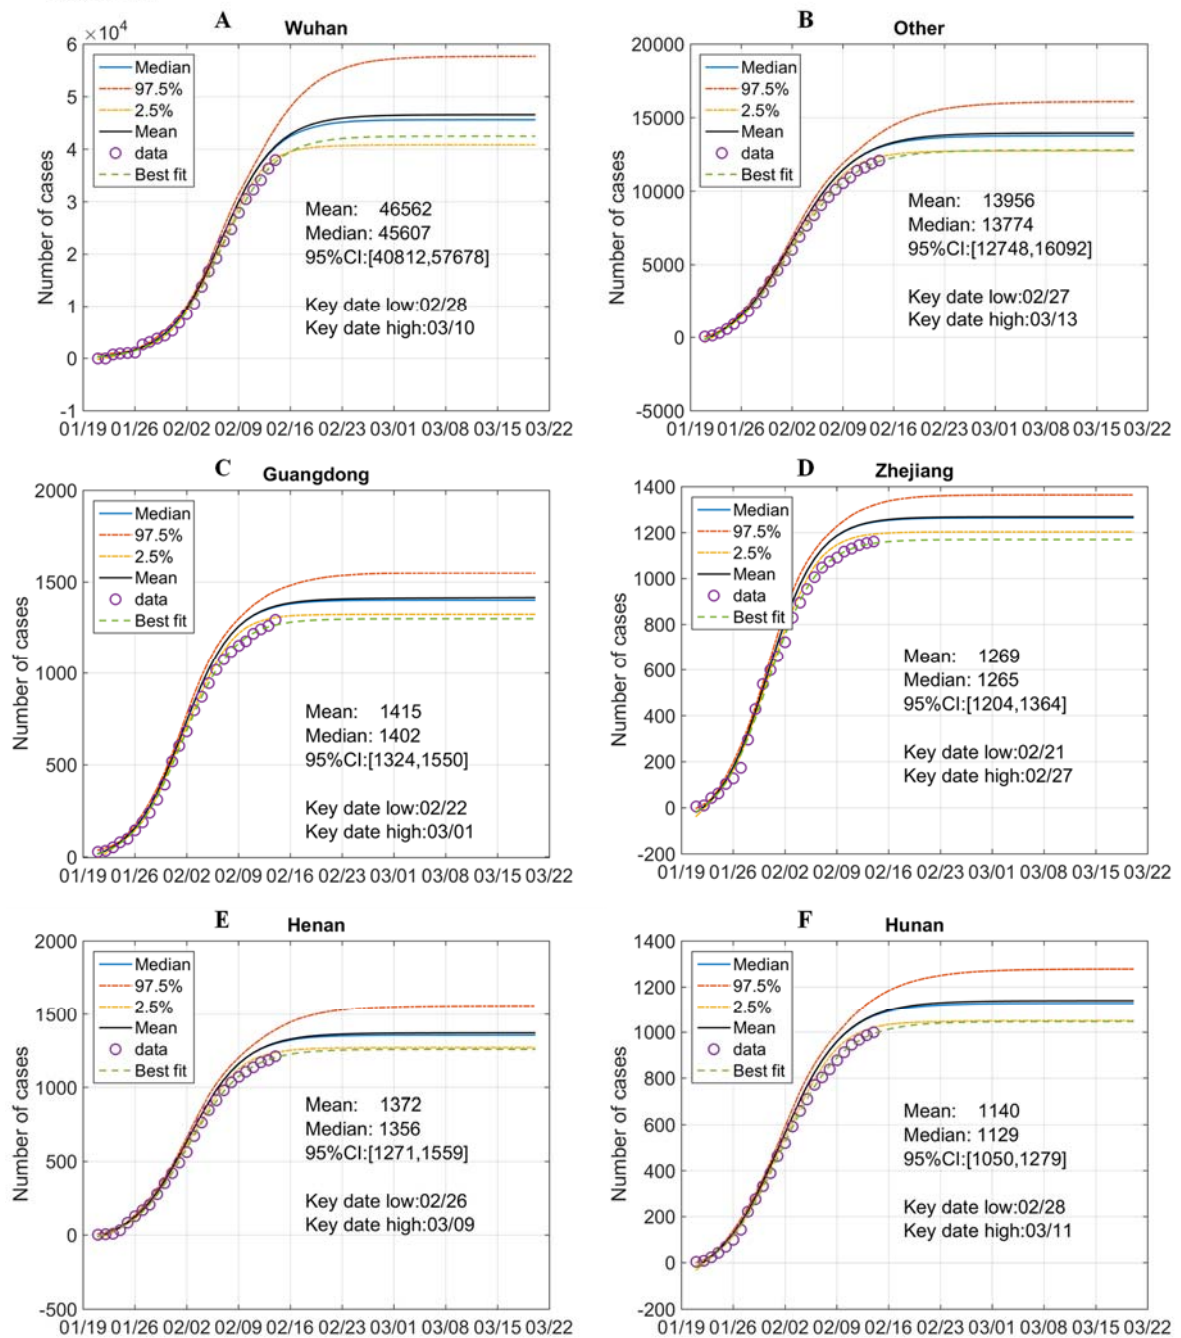 A
Wuhan
×10⁴
6
5
4
3
2
1
0
-1
Number of cases
01/19 01/26 02/02 02/09 02/16 02/23 03/01 03/08 03/15 03/22
Median
97.5%
2.5%
Mean
data
Best fit
Mean: 46562
Median: 45607
95%CI:[40812,57678]
Key date low:02/28
Key date high:03/10
B
Other
20000
15000
10000
5000
0
-5000
Number of cases
01/19 01/26 02/02 02/09 02/16 02/23 03/01 03/08 03/15 03/22
Median
97.5%
2.5%
Mean
data
Best fit
Mean: 13956
Median: 13774
95%CI:[12748,16092]
Key date low:02/27
Key date high:03/13
C
Guangdong
2000
1500
1000
500
0
Number of cases
01/19 01/26 02/02 02/09 02/16 02/23 03/01 03/08 03/15 03/22
Median
97.5%
2.5%
Mean
data
Best fit
Mean: 1415
Median: 1402
95%CI:[1324,1550]
Key date low:02/22
Key date high:03/01
D
Zhejiang
1400
1200
1000
800
600
400
200
0
-200
Number of cases
01/19 01/26 02/02 02/09 02/16 02/23 03/01 03/08 03/15 03/22
Median
97.5%
2.5%
Mean
data
Best fit
Mean: 1269
Median: 1265
95%CI:[1204,1364]
Key date low:02/21
Key date high:02/27
E
Henan
2000
1500
1000
500
0
-500
Number of cases
01/19 01/26 02/02 02/09 02/16 02/23 03/01 03/08 03/15 03/22
Median
97.5%
2.5%
Mean
data
Best fit
Mean: 1372
Median: 1356
95%CI:[1271,1559]
Key date low:02/26
Key date high:03/09
F
Hunan
1400
1200
1000
800
600
400
200
0
-200
Number of cases
01/19 01/26 02/02 02/09 02/16 02/23 03/01 03/08 03/15 03/22
Median
97.5%
2.5%
Mean
data
Best fit
Mean: 1140
Median: 1129
95%CI:[1050,1279]
Key date low:02/28
Key date high:03/11